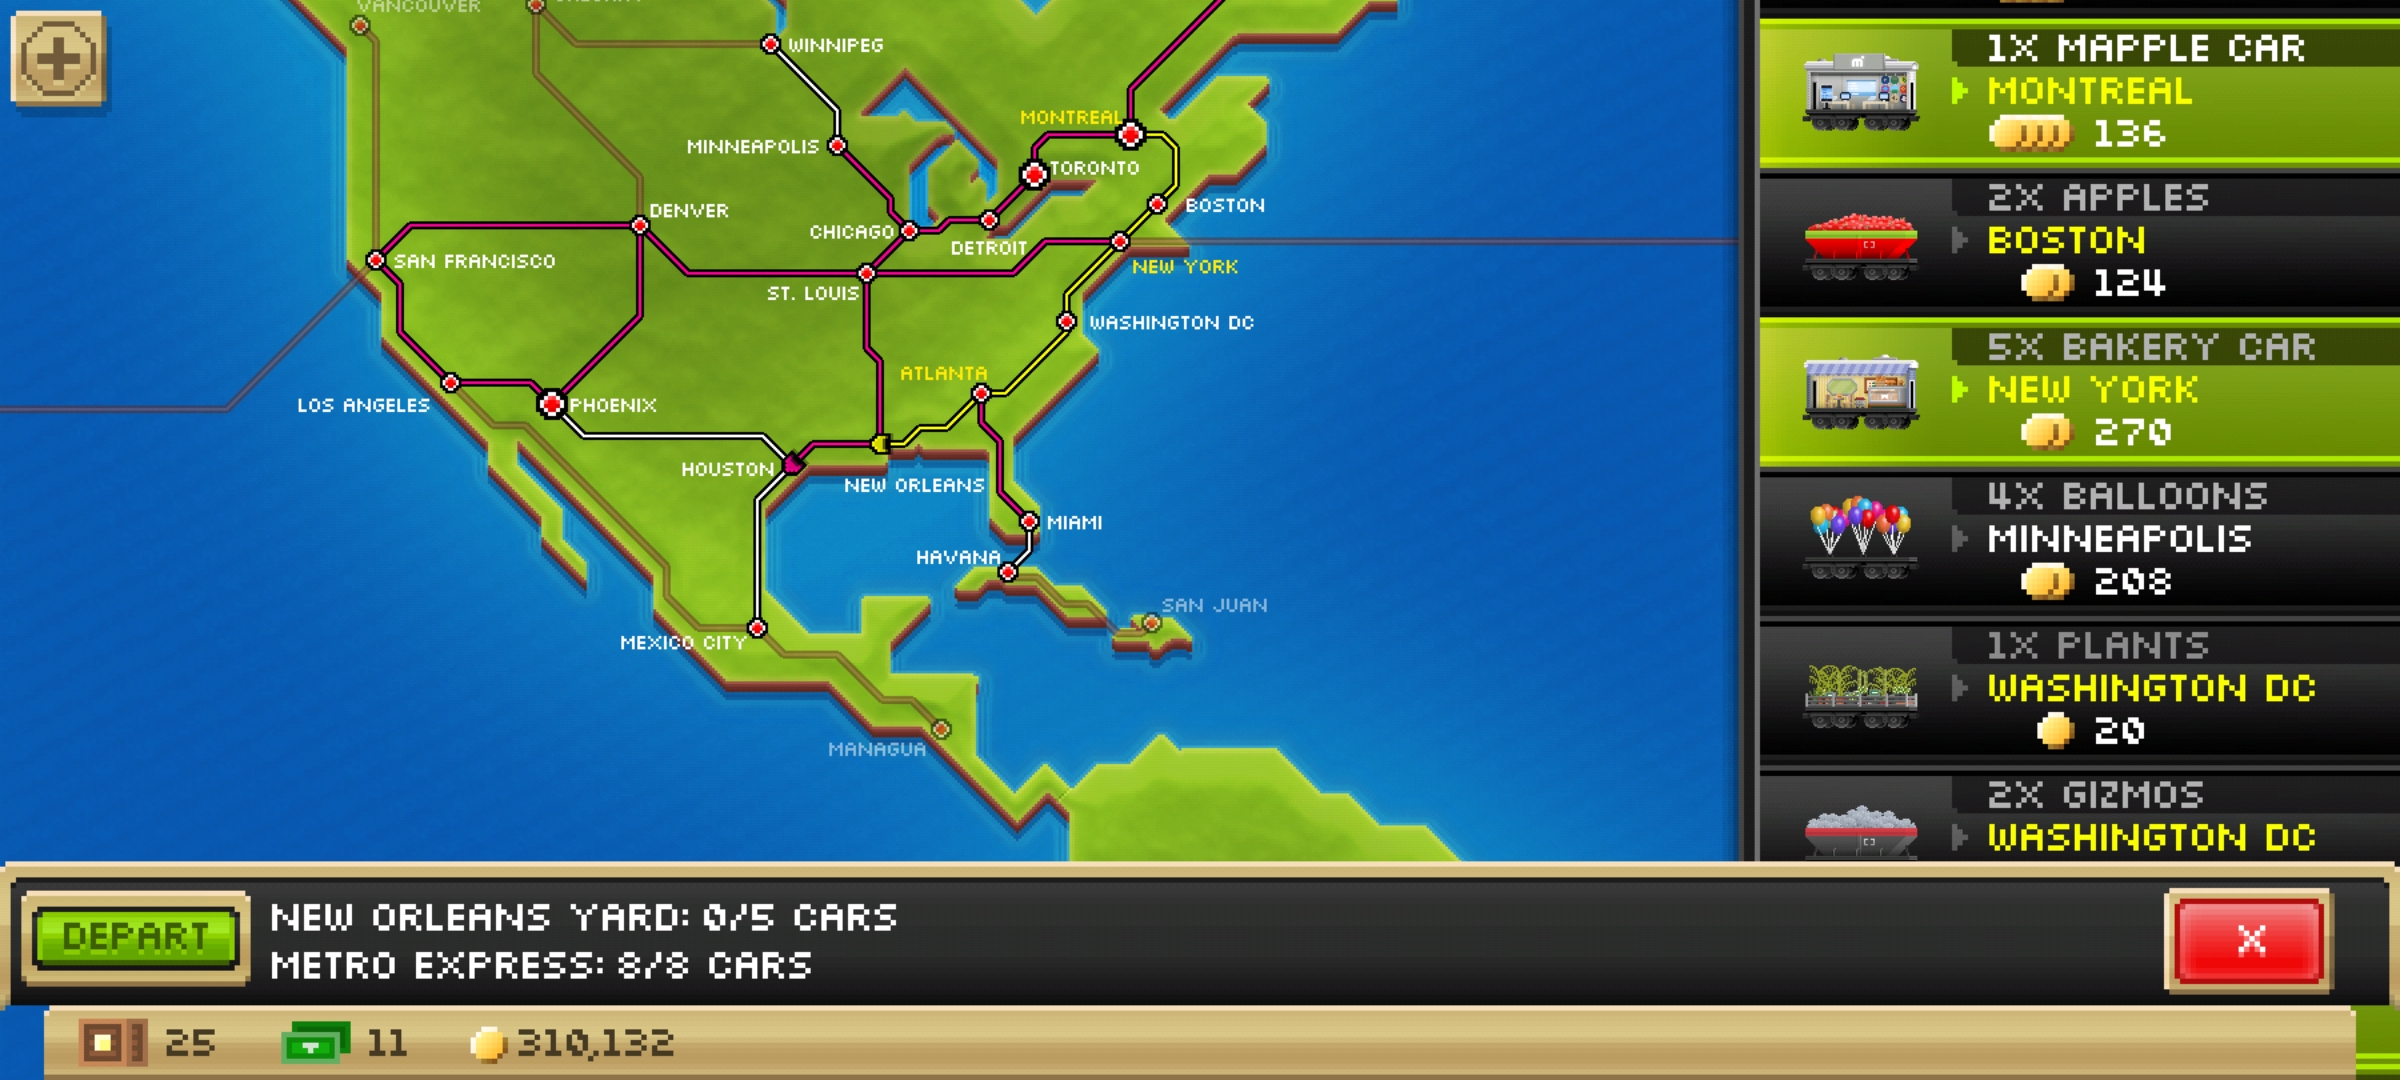 VANCOUVER
WINNIPEG
MINNEAPOLIS
MONTREAL
TORONTO
DENVER
BOSTON
CHICAGO
DETROIT
SAN FRANCISCO
NEW YORK
ST. LOUIS
WASHINGTON DC
ATLANTA
LOS ANGELES
PHOENIX
HOUSTON
NEW ORLEANS
MIAMI
HAVANA
SAN JUAN
MEXICO CITY
MANAGUA
1X MAPPLE CAR
MONTREAL
136
2X APPLES
BOSTON
124
5X BAKERY CAR
NEW YORK
270
4X BALLOONS
MINNEAPOLIS
208
1X PLANTS
WASHINGTON DC
20
2X GIZMOS
WASHINGTON DC
DEPART
NEW ORLEANS YARD: 0/5 CARS
METRO EXPRESS: 8/8 CARS
X
25
11
310,132